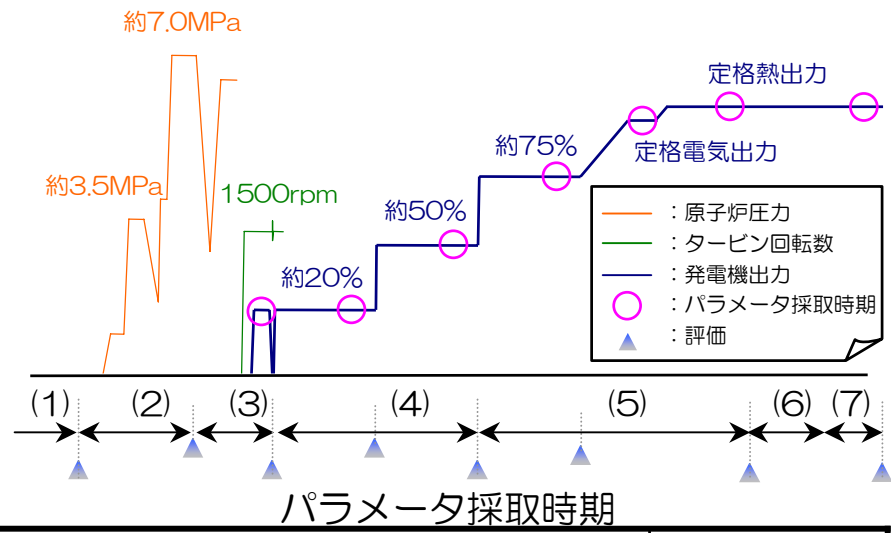 約7.0MPa
定格熱出力
約75%
定格電気出力
約3.5MPa
1500rpm
約50%
約20%
：原子炉圧力
：タービン回転数
：発電機出力
：パラメータ採取時期
：評価
(1) (2) (3) (4) (5) (6) (7)
パラメータ採取時期